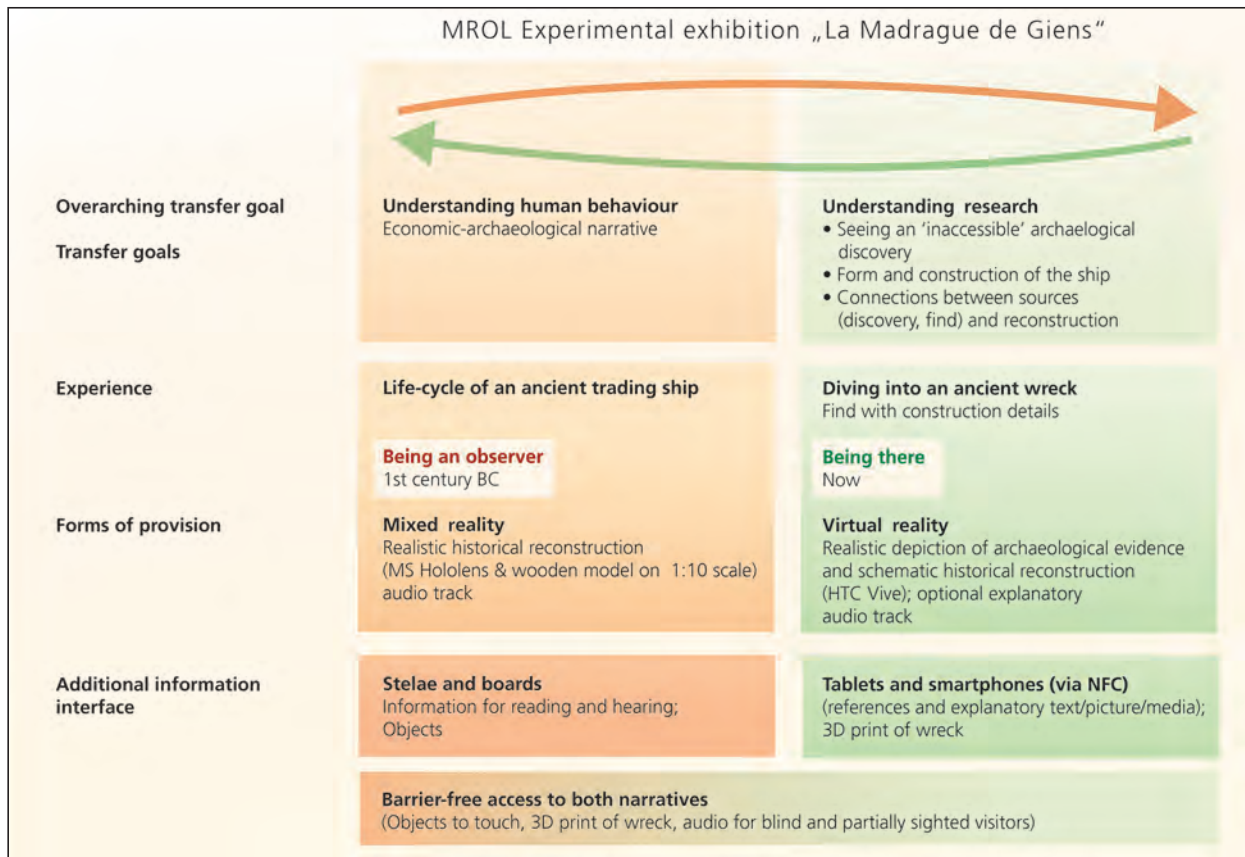 MROL Experimental exhibition „La Madrague de Giens“
Overarching transfer goal
Transfer goals
Understanding human behaviour
Economic-archaeological narrative
Understanding research
• Seeing an ‘inaccessible’ archaelogical
discovery
• Form and construction of the ship
• Connections between sources
(discovery, find) and reconstruction
Experience
Life-cycle of an ancient trading ship
Being an observer
1st century BC
Diving into an ancient wreck
Find with construction details
Being there
Now
Forms of provision
Mixed reality
Realistic historical reconstruction
(MS Hololens & wooden model on 1:10 scale)
audio track
Virtual reality
Realistic depiction of archaeological evidence
and schematic historical reconstruction
(HTC Vive); optional explanatory
audio track
Additional information
interface
Stelae and boards
Information for reading and hearing;
Objects
Tablets and smartphones (via NFC)
(references and explanatory text/picture/media);
3D print of wreck
Barrier-free access to both narratives
(Objects to touch, 3D print of wreck, audio for blind and partially sighted visitors)